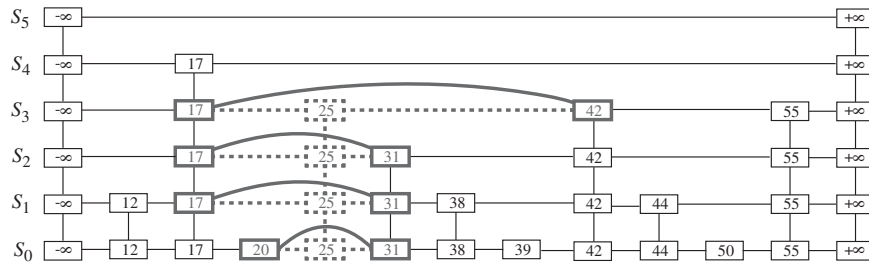 S5 -∞ +∞
S4 -∞ 17 +∞
S3 -∞ 17 25 42 55 +∞
S2 -∞ 17 25 31 42 55 +∞
S1 -∞ 12 17 25 31 38 42 44 55 +∞
S0 -∞ 12 17 20 25 31 38 39 42 44 50 55 +∞